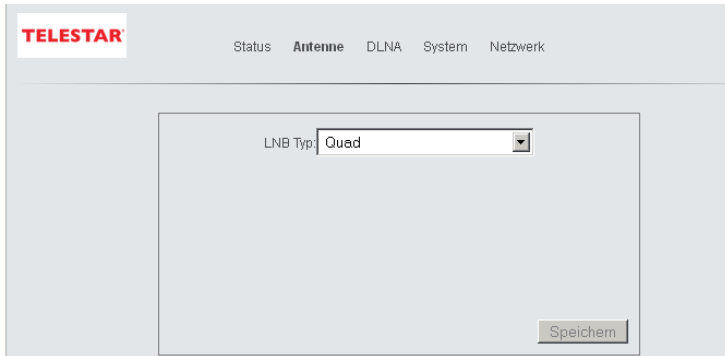 TELESTAR
Status Antenne DLNA System Netzwerk
LNB Typ: Quad
Speichern